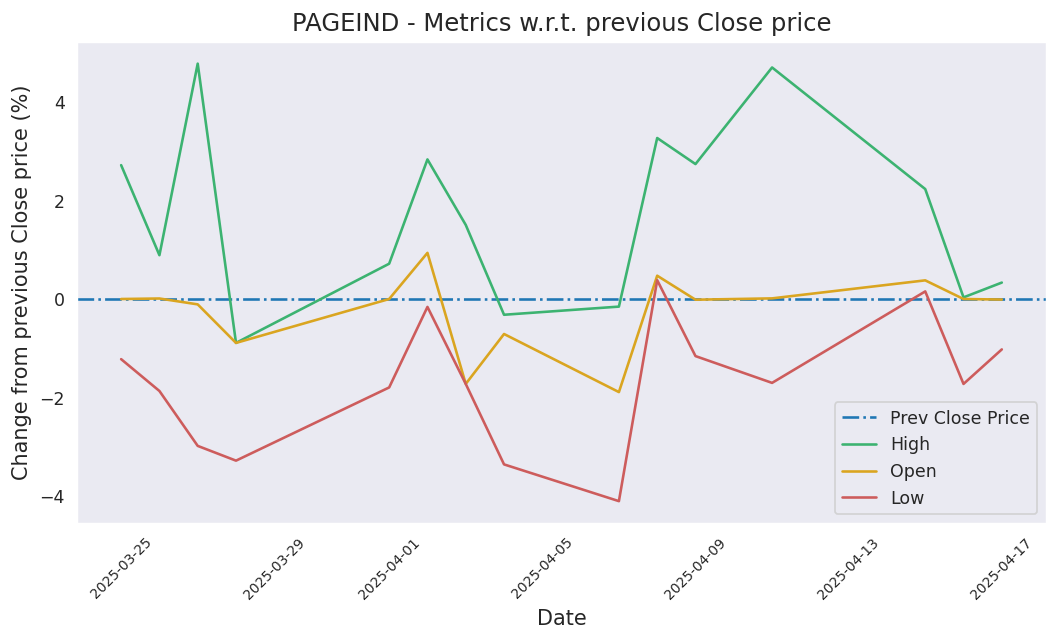 PAGEIND - Metrics w.r.t. previous Close price
Change from previous Close price (%)
4
2
0
−2
−4
Prev Close Price
High
Open
Low
2025-03-25
2025-03-29
2025-04-01
2025-04-05
2025-04-09
2025-04-13
2025-04-17
Date